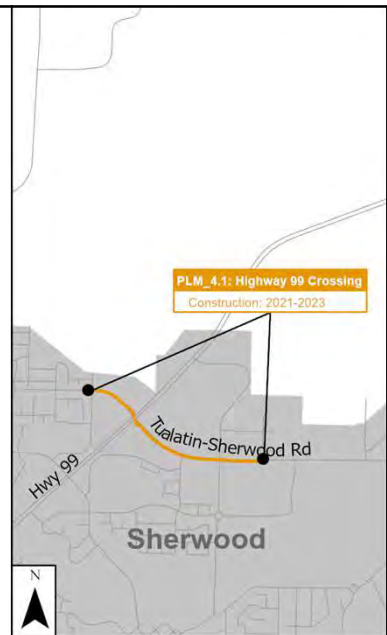 PLM_4.1: Highway 99 Crossing
Construction: 2021-2023
Tualatin-Sherwood Rd
Hwy 99
Sherwood
N